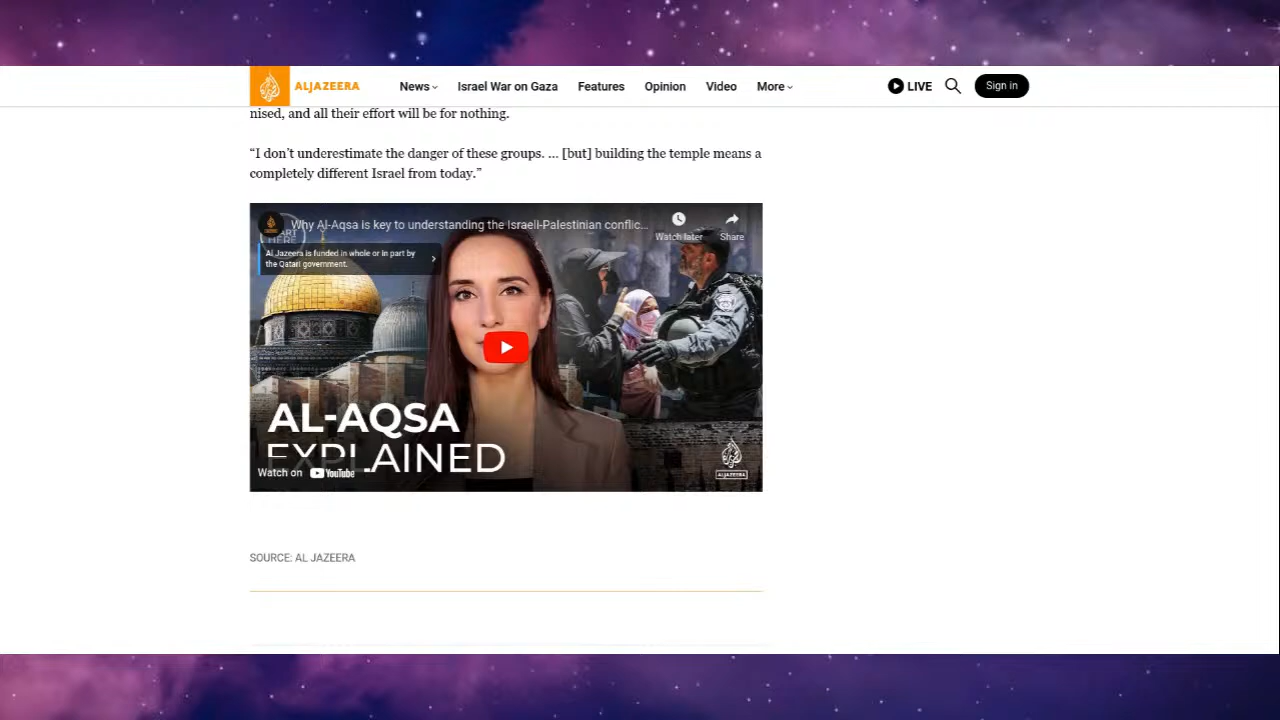 ALJAZEERA
News
Israel War on Gaza
Features
Opinion
Video
More
LIVE
Sign in
nised, and all their effort will be for nothing.
“I don’t underestimate the danger of these groups. ... [but] building the temple means a
completely different Israel from today.”
Why Al-Aqsa is key to understanding the Israeli-Palestinian conflic...
Watch later
Share
HERE
Al Jazeera is funded in whole or in part by
the Qatari government.
AL-AQSA
EXPLAINED
Watch on YouTube
ALJAZEERA
SOURCE: AL JAZEERA